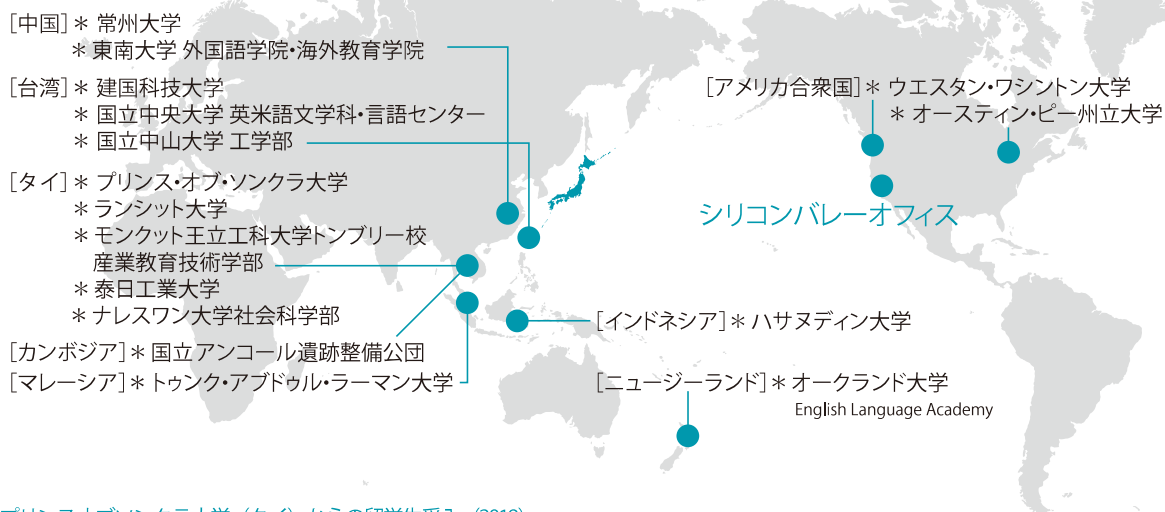 [中国]＊ 常州大学
＊ 東南大学 外国語学院・海外教育学院
[台湾]＊ 建国科技大学
＊ 国立中央大学 英米語文学科・言語センター
＊ 国立中山大学 工学部
[タイ]＊ プリンス・オブ・ソンクラ大学
＊ ランシット大学
＊ モンクット王立工科大学トンブリー校
産業教育技術学部
＊ 泰日工業大学
＊ ナレスワン大学社会科学部
[カンボジア]＊ 国立アンコール遺跡整備公団
[マレーシア]＊ トゥンク・アブドゥル・ラーマン大学
[アメリカ合衆国]＊ ウエスタン・ワシントン大学
＊ オースティン・ピー州立大学
シリコンバレーオフィス
[インドネシア]＊ ハサヌディン大学
[ニュージーランド]＊ オークランド大学
English Language Academy